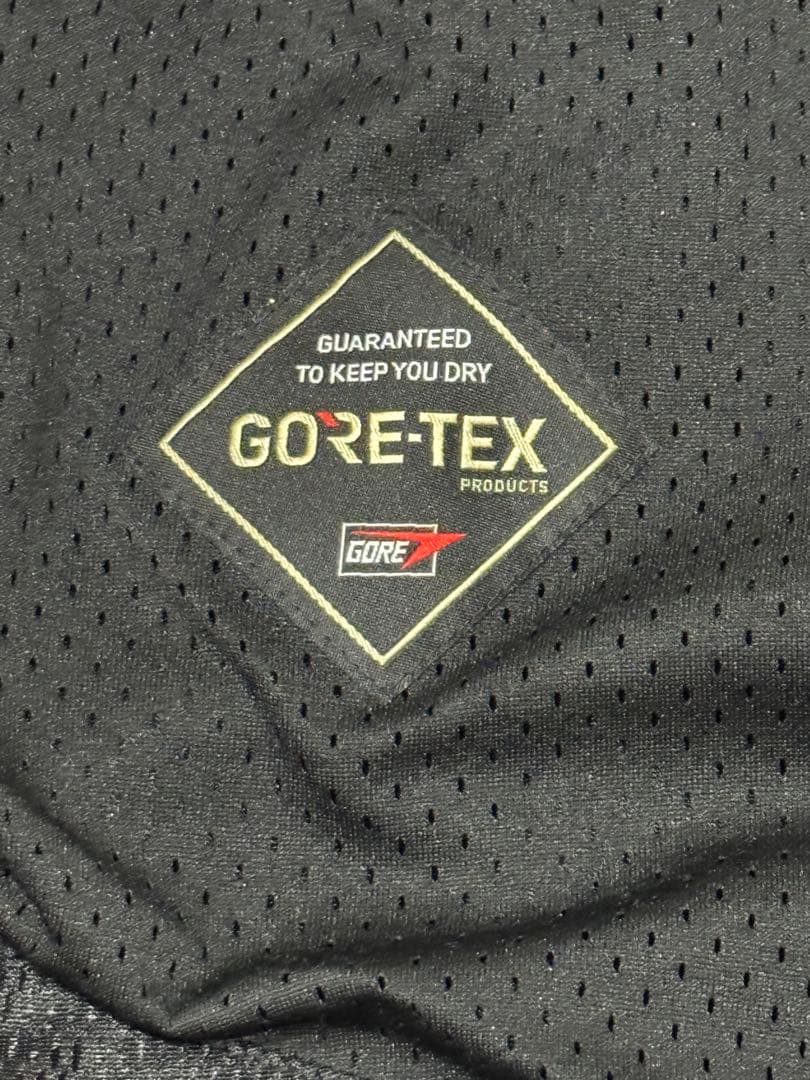 GUARANTEED
TO KEEP YOU DRY
GORE-TEX
PRODUCTS
GORE